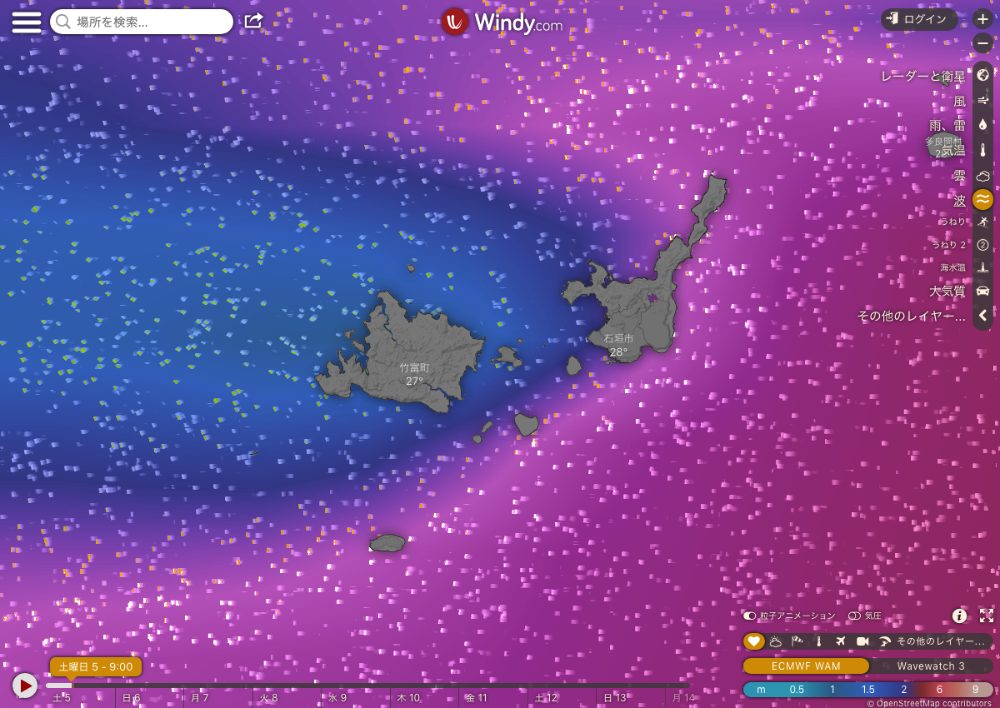 場所を検索...
Windy.com
ログイン
レーダーと衛星
風
雨、雷
多良間村
28°
気温
雲
波
うねり
うねり 2
海水温
大気質
その他のレイヤー...
石垣市
28°
竹富町
27°
粒子アニメーション 気圧
その他のレイヤー...
土曜日 5 - 9:00
ECMWF WAM Wavewatch 3
m 0.5 1 1.5 2 6 9
土 5 日 6 月 7 火 8 水 9 木 10 金 11 土 12 日 13 月 14
© OpenStreetMap contributors